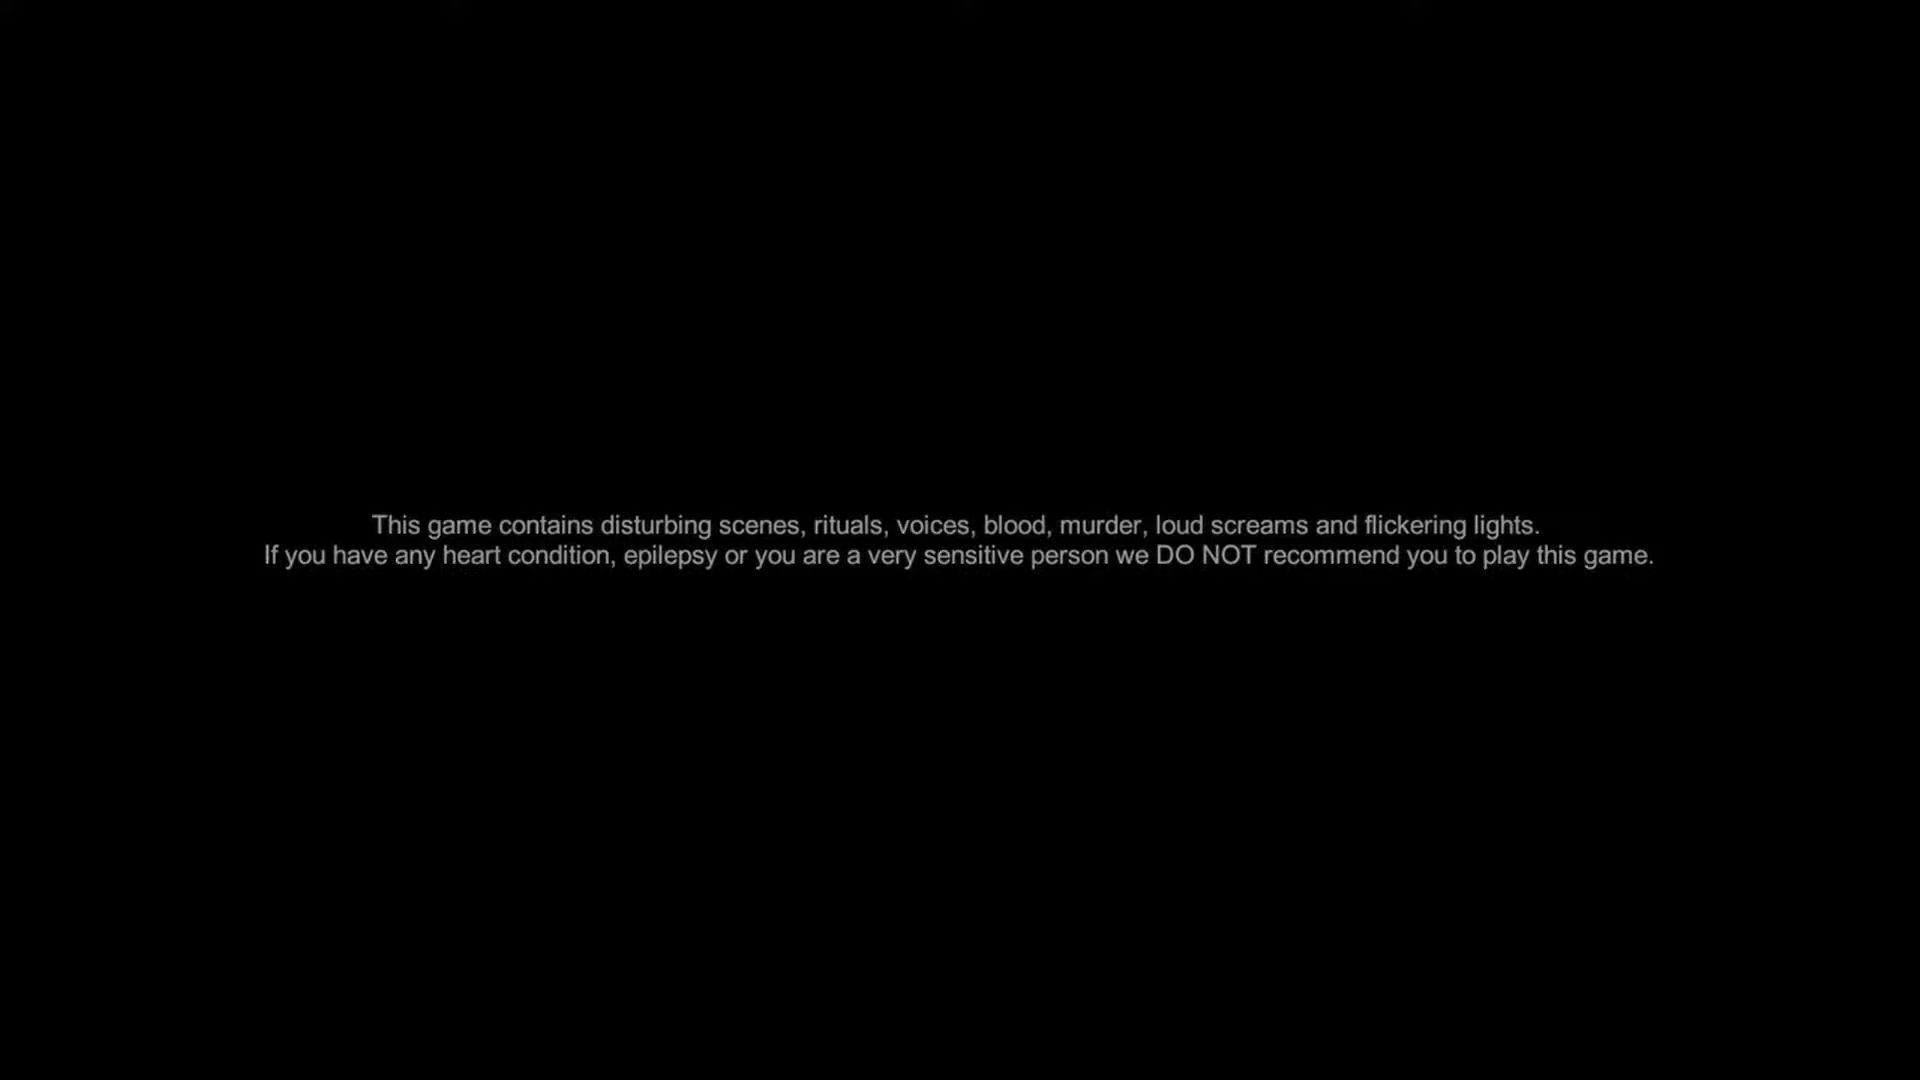 This game contains disturbing scenes, rituals, voices, blood, murder, loud screams and flickering lights.
If you have any heart condition, epilepsy or you are a very sensitive person we DO NOT recommend you to play this game.